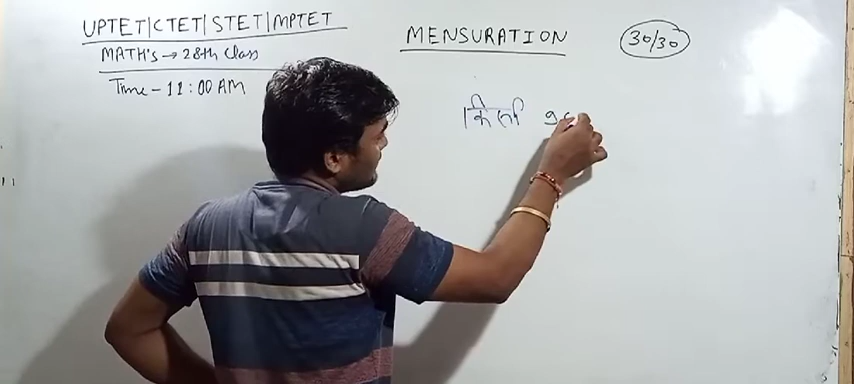 UPTET|CTET|STET|MPTET
MATH's → 28th Class
Time - 11:00 AM
MENSURATION
30/30
किसी